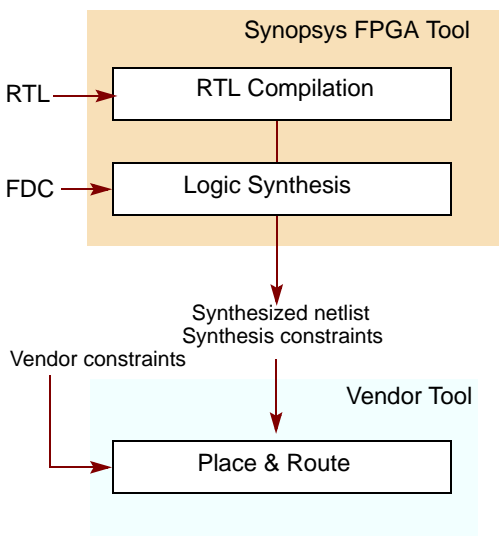 Synopsys FPGA Tool
RTL
RTL Compilation
FDC
Logic Synthesis
Synthesized netlist
Synthesis constraints
Vendor constraints
Vendor Tool
Place & Route